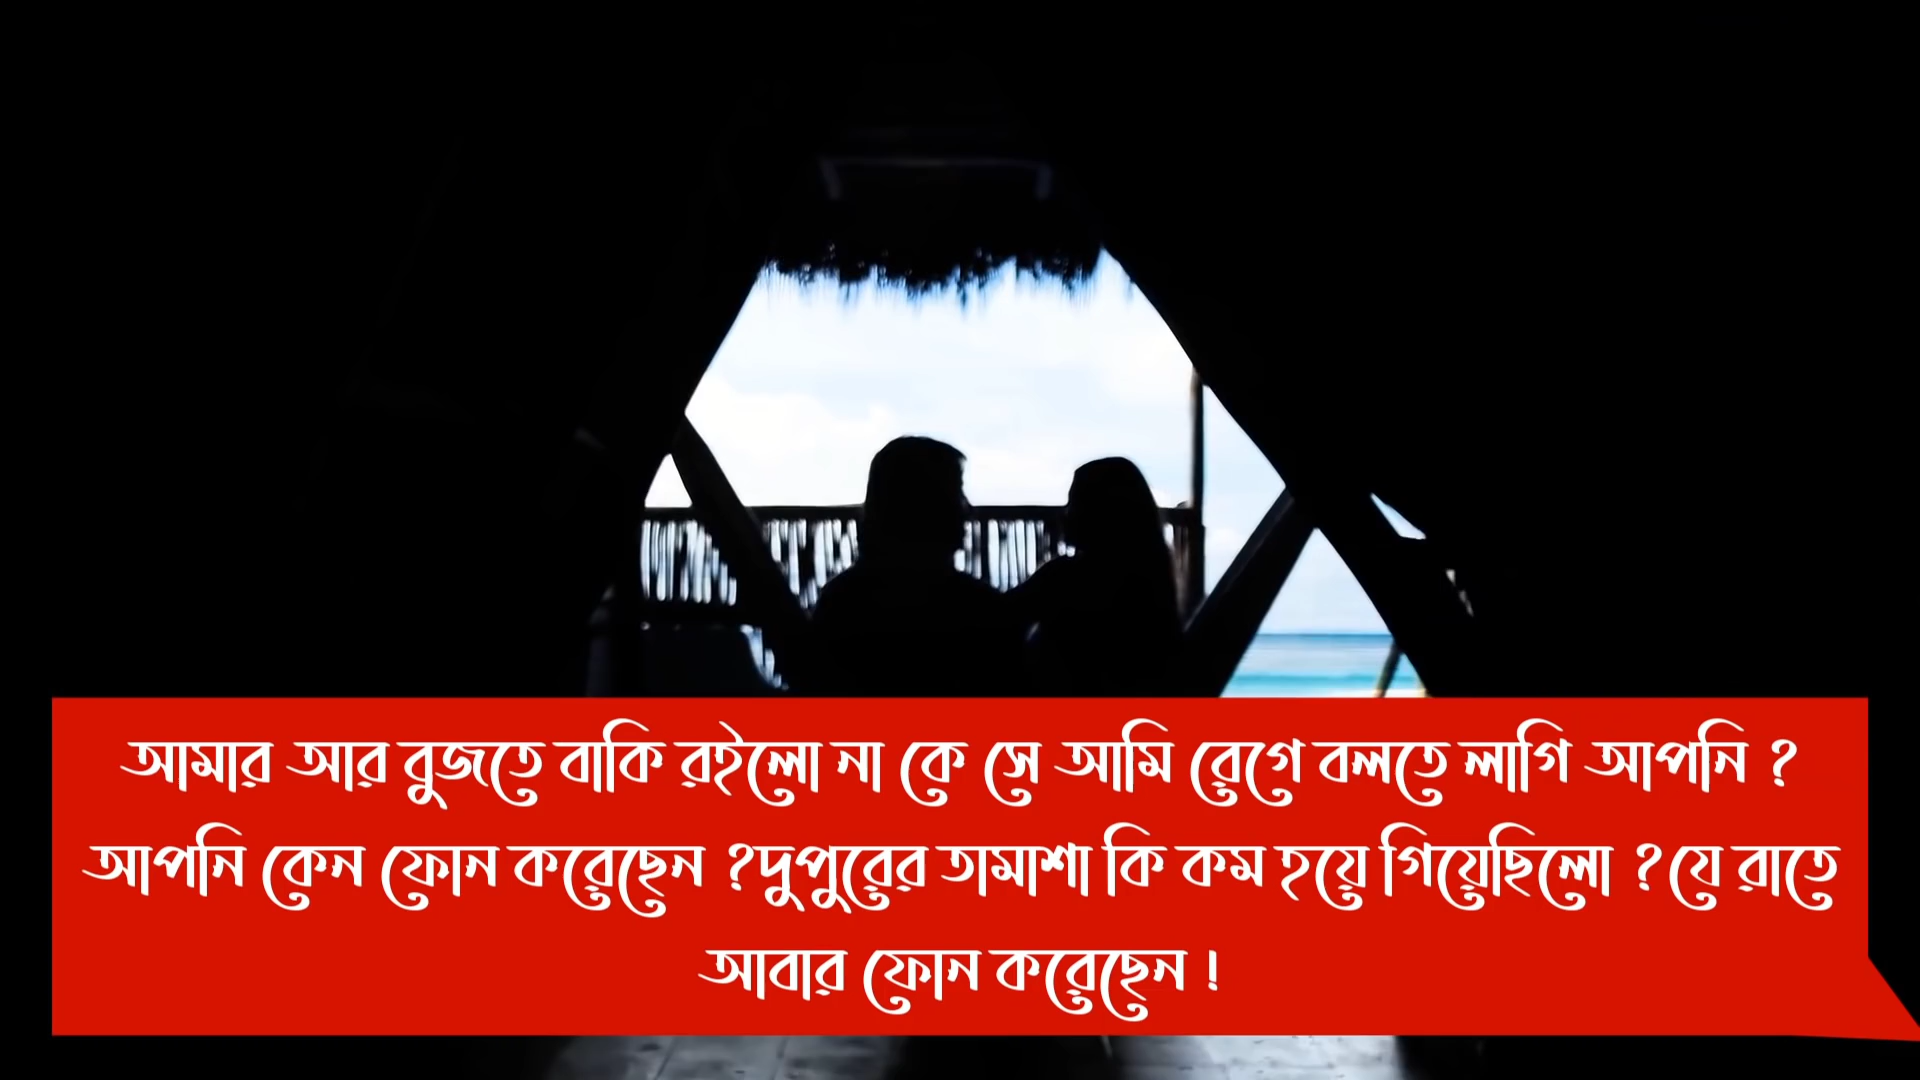 আমার আর বুজতে বাকি রইলো না কে সে আমি রেগে বলতে লাগি আপনি ?
আপনি কেন ফোন করেছেন ?দুপুরের তামাশা কি কম হয়ে গিয়েছিলো ?যে রাতে
আবার ফোন করেছেন !